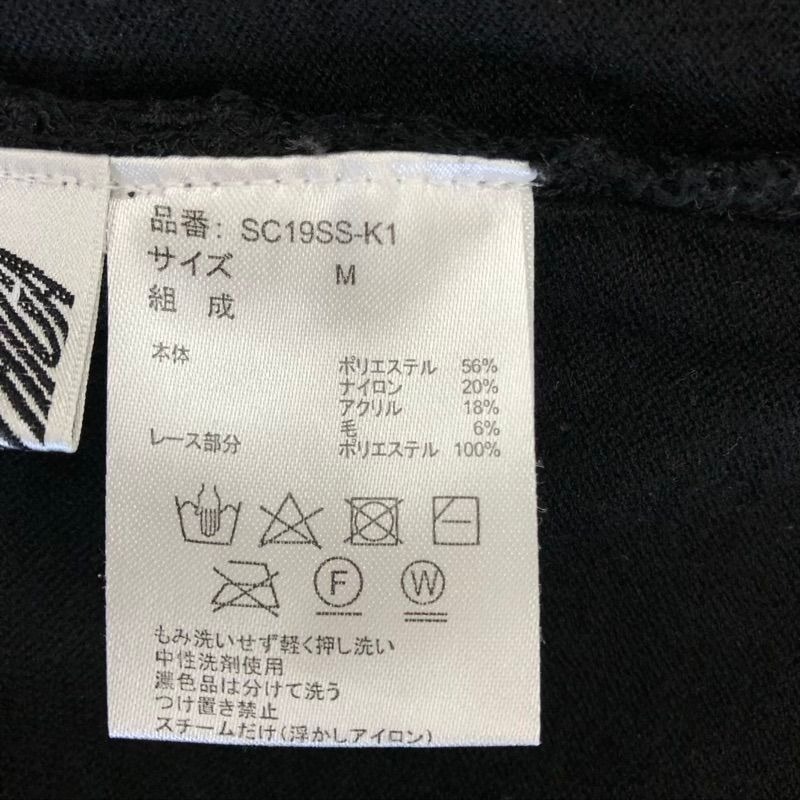 品番: SC19SS-K1
サイズ M
組 成
本体 ポリエステル 56%
ナイロン 20%
アクリル 18%
毛 6%
レース部分 ポリエステル 100%
F W
もみ洗いせず軽く押し洗い
中性洗剤使用
濃色品は分けて洗う
つけ置き禁止
スチームだけ(浮かしアイロン)